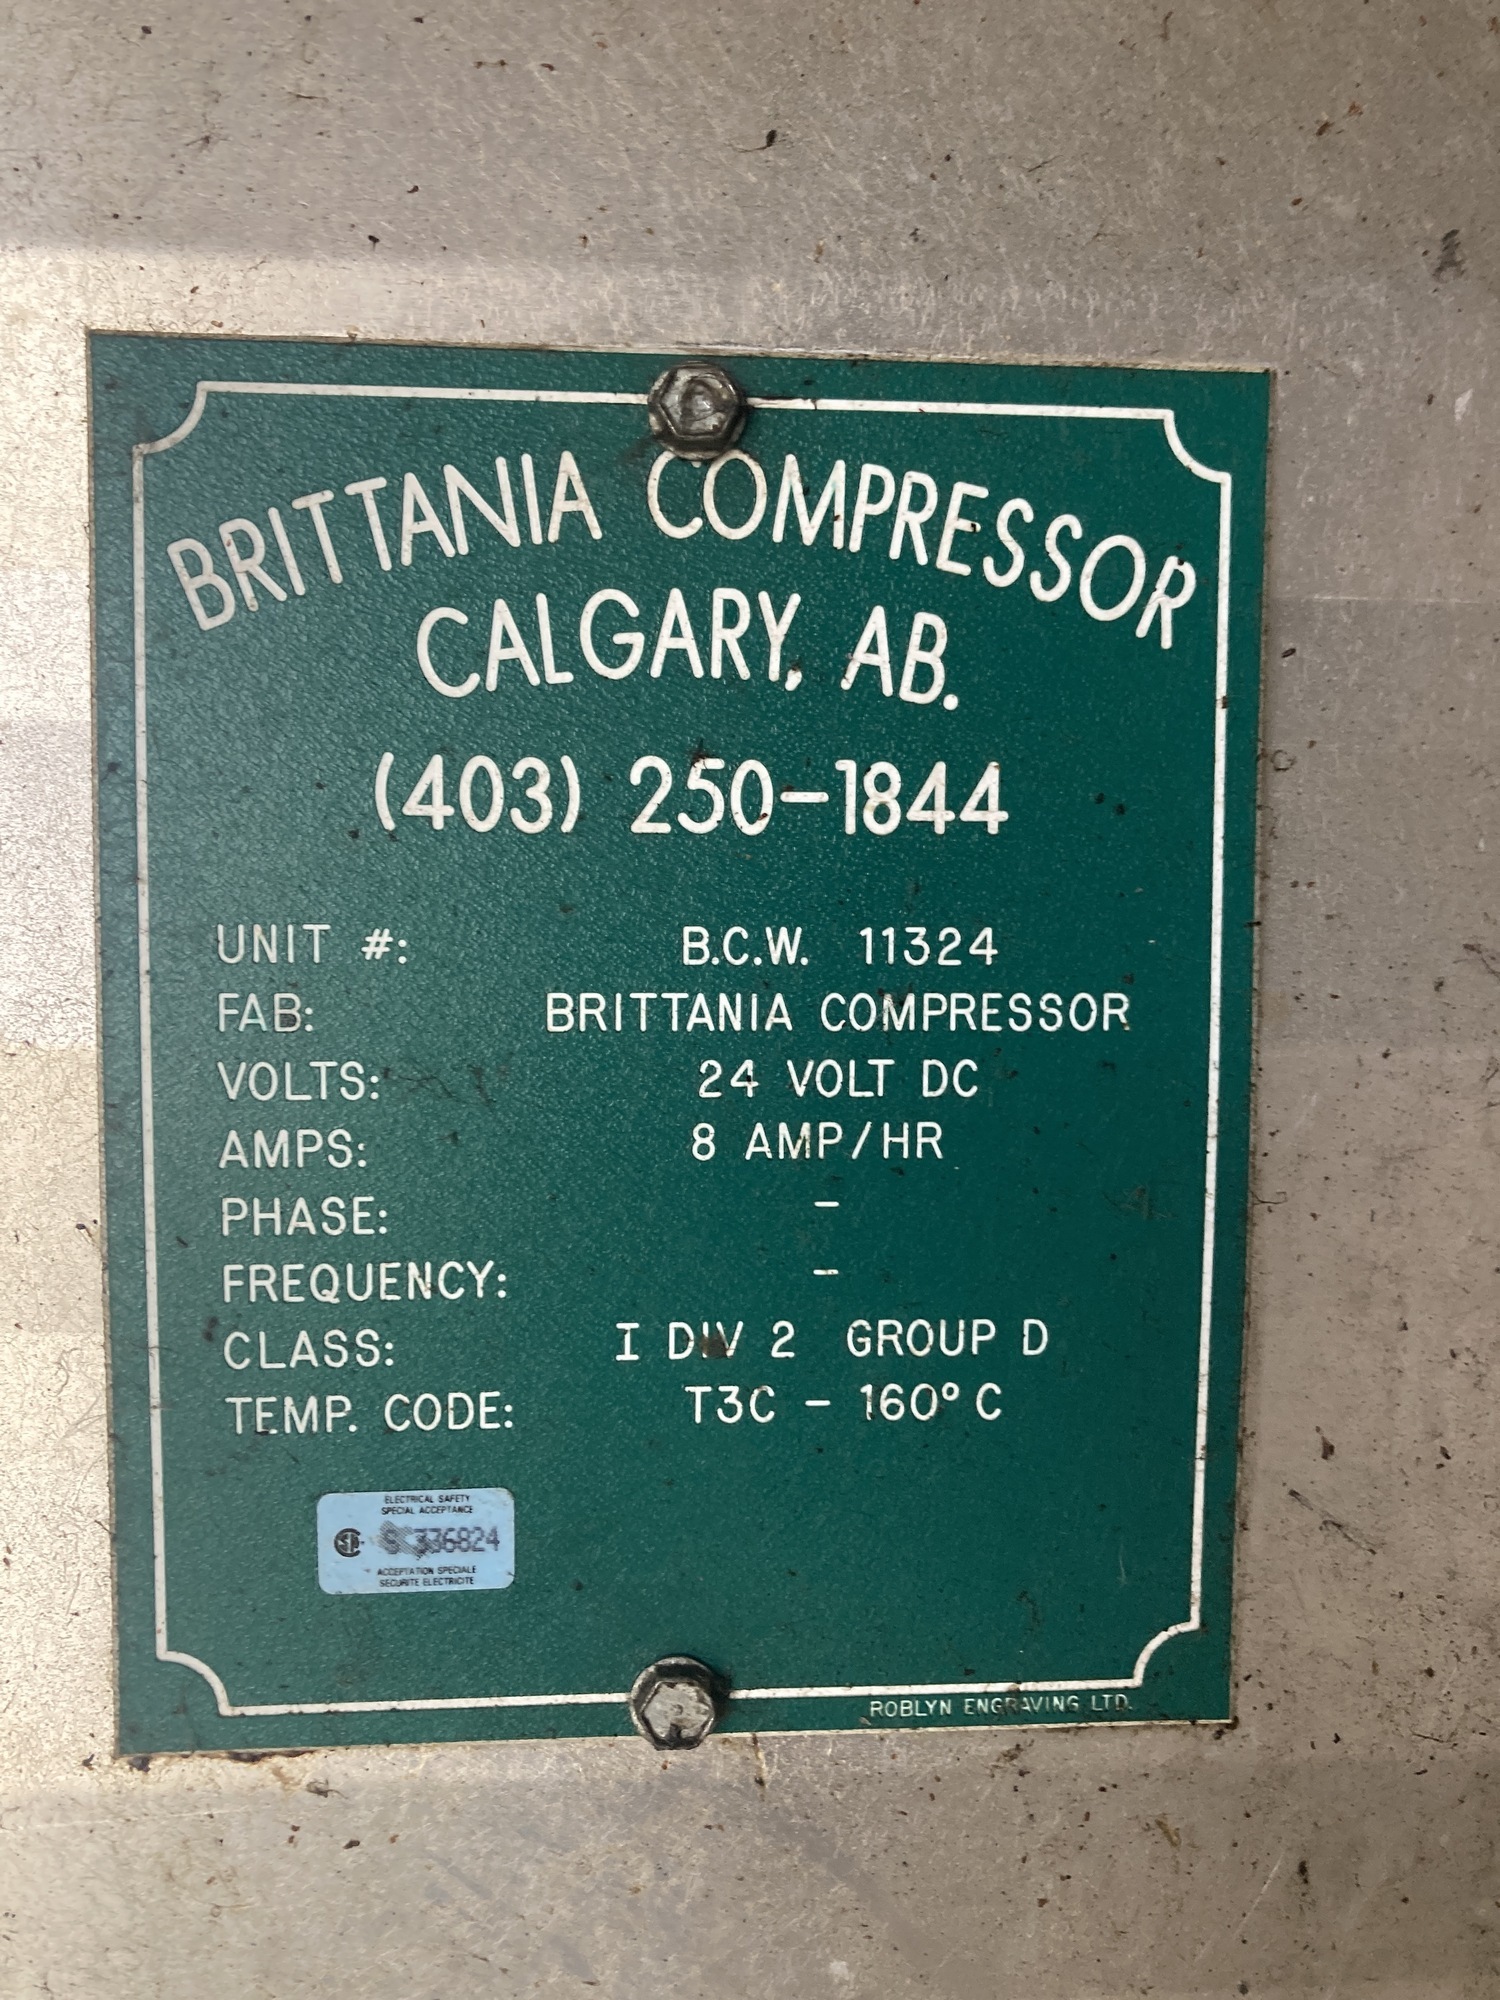 BRITTANIA COMPRESSOR
CALGARY, AB.
(403) 250-1844
UNIT #: B.C.W. 11324
FAB: BRITTANIA COMPRESSOR
VOLTS: 24 VOLT DC
AMPS: 8 AMP/HR
PHASE: -
FREQUENCY: -
CLASS: I DIV 2 GROUP D
TEMP. CODE: T3C - 160° C
ELECTRICAL SAFETY
SPECIAL ACCEPTANCE
ACCEPTATION SPECIALE
SECURITE ELECTRICITE
ROBLYN ENGRAVING LTD.